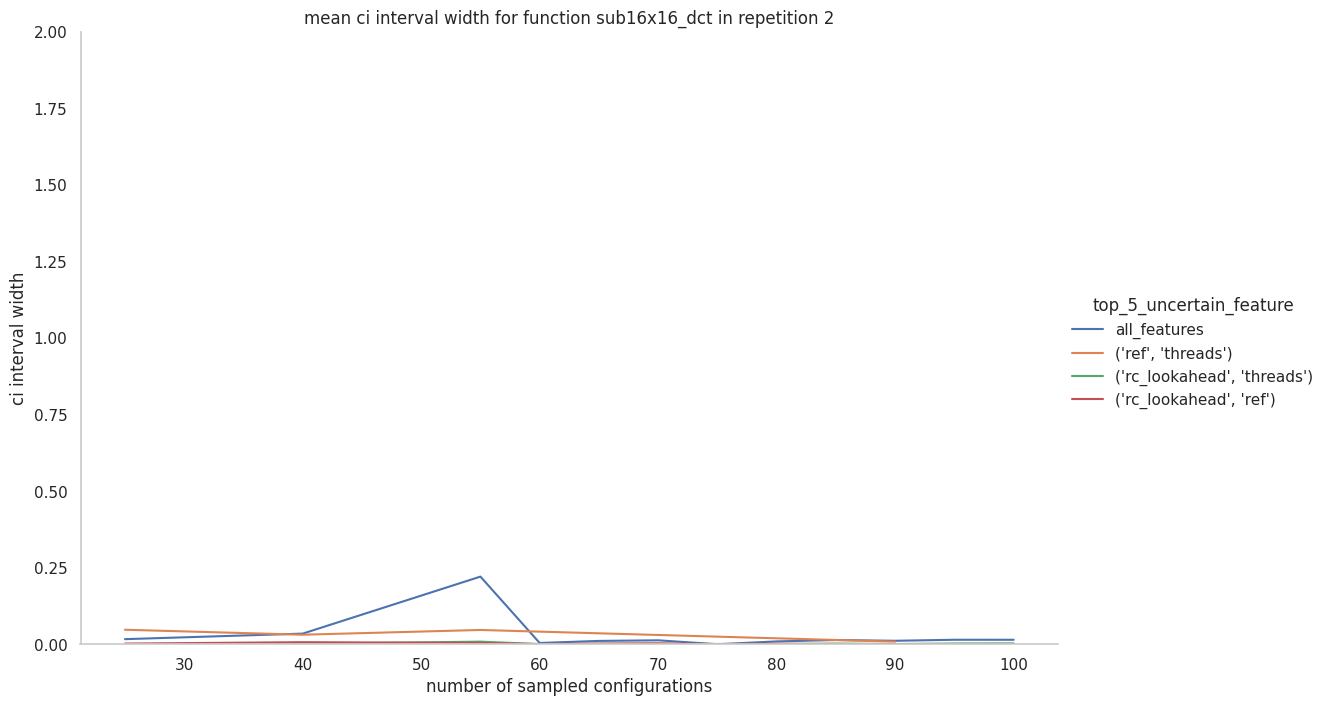 mean ci interval width for function sub16x16_dct in repetition 2
2.00
1.75
1.50
1.25
1.00
0.75
0.50
0.25
0.00
ci interval width
30 40 50 60 70 80 90 100
number of sampled configurations
top_5_uncertain_feature
all_features
('ref', 'threads')
('rc_lookahead', 'threads')
('rc_lookahead', 'ref')